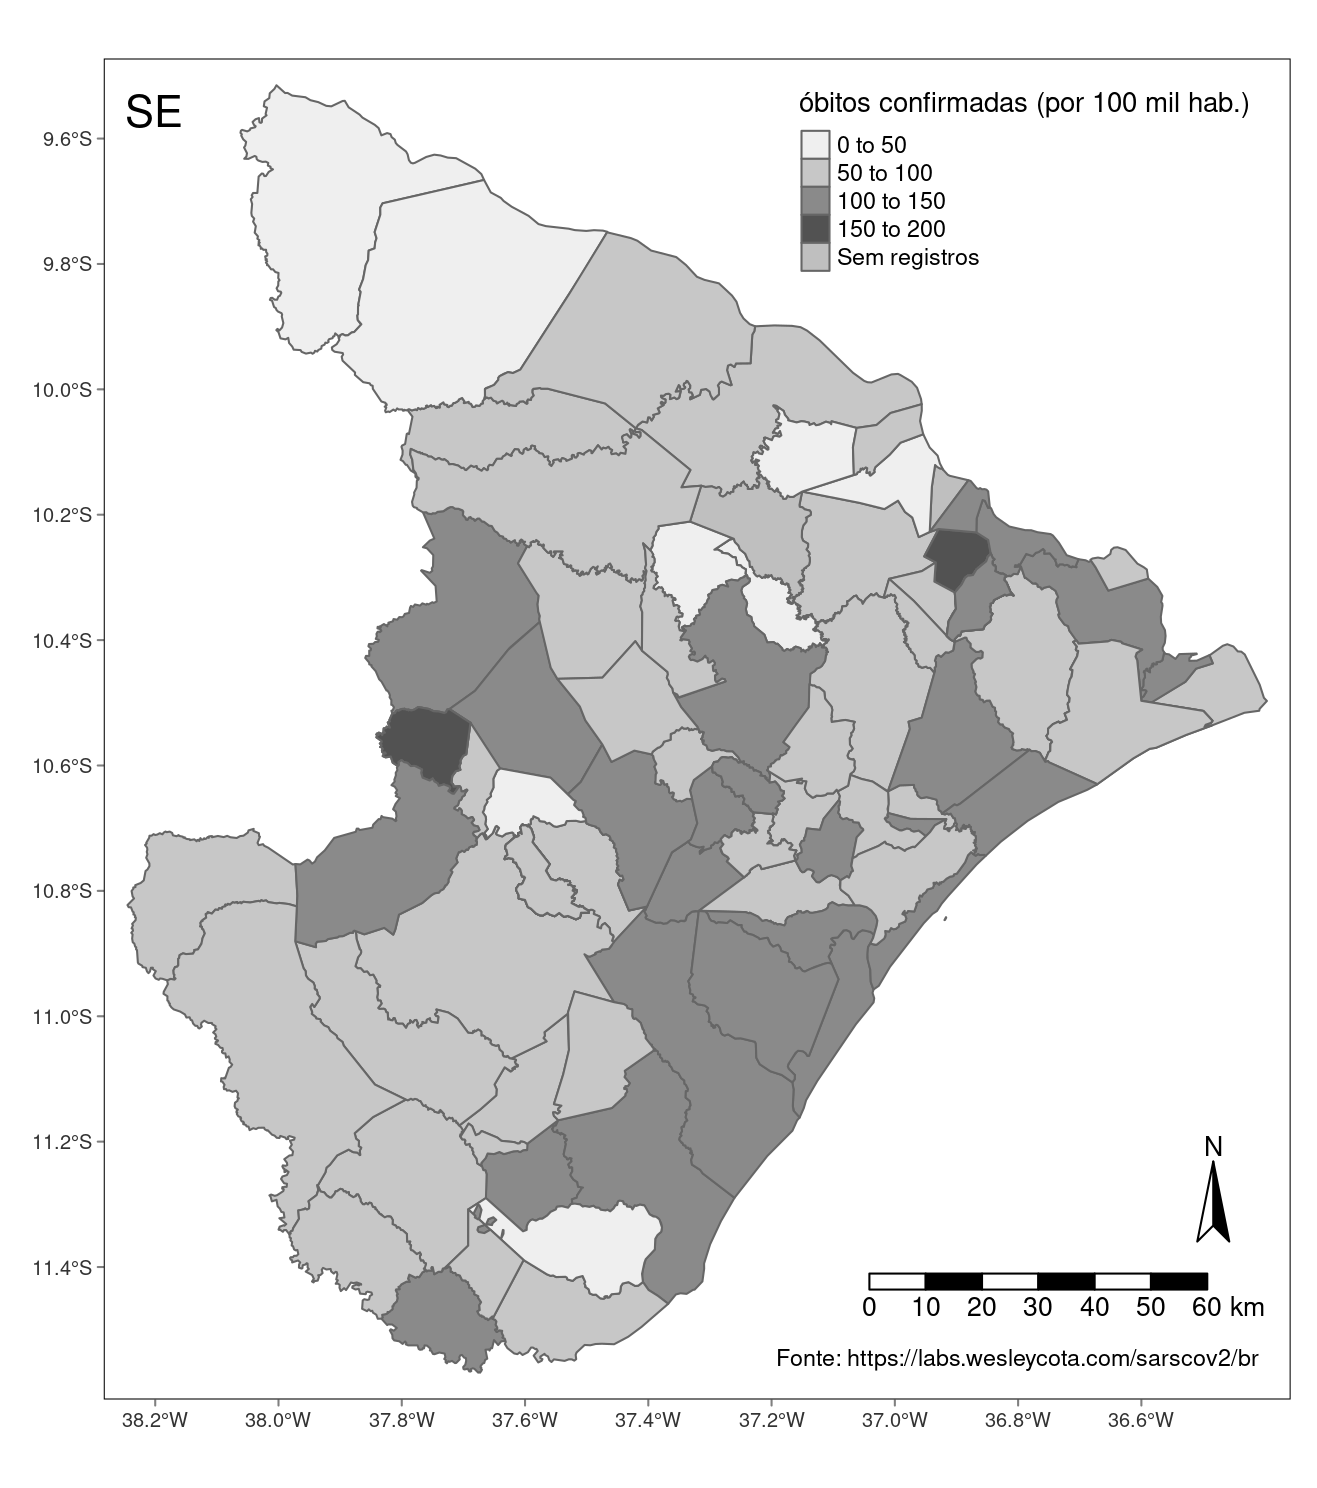 SE
óbitos confirmadas (por 100 mil hab.)
0 to 50
50 to 100
100 to 150
150 to 200
Sem registros
9.6°S
9.8°S
10.0°S
10.2°S
10.4°S
10.6°S
10.8°S
11.0°S
11.2°S
11.4°S
N
0 10 20 30 40 50 60 km
Fonte: https://labs.wesleycota.com/sarscov2/br
38.2°W 38.0°W 37.8°W 37.6°W 37.4°W 37.2°W 37.0°W 36.8°W 36.6°W